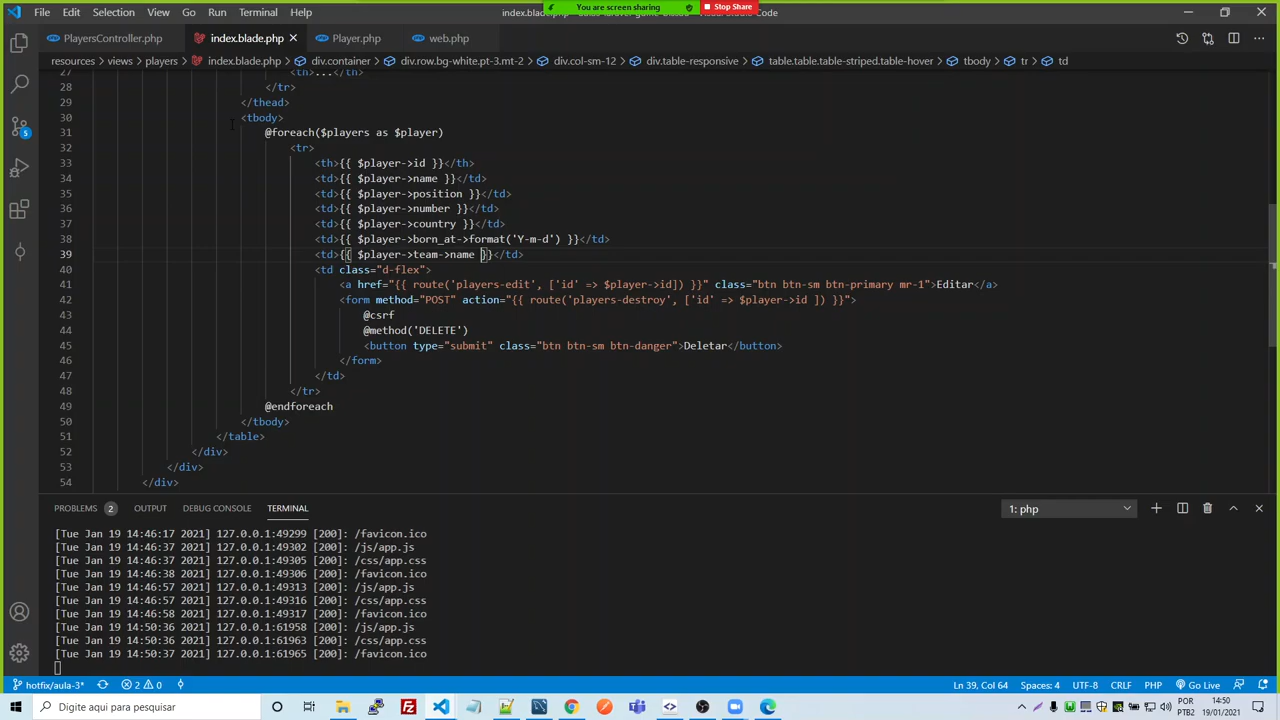 You are screen sharing
Stop Share
File Edit Selection View Go Run Terminal Help
index.blade.php
Code
PlayersController.php index.blade.php Player.php web.php
resources > views > players > index.blade.php > div.container > div.row.bg-white.pt-3.mt-2 > div.col-sm-12 > div.table-responsive > table.table.table-striped.table-hover > tbody > tr > td
27 <th>...</th>
28 </tr>
29 </thead>
30 <tbody>
31 @foreach($players as $player)
32 <tr>
33 <th>{{ $player->id }}</th>
34 <td>{{ $player->name }}</td>
35 <td>{{ $player->position }}</td>
36 <td>{{ $player->number }}</td>
37 <td>{{ $player->country }}</td>
38 <td>{{ $player->born_at->format('Y-m-d') }}</td>
39 <td>{{ $player->team->name }}</td>
40 <td class="d-flex">
41 <a href="{{ route('players-edit', ['id' => $player->id]) }}" class="btn btn-sm btn-primary mr-1">Editar</a>
42 <form method="POST" action="{{ route('players-destroy', ['id' => $player->id ]) }}">
43 @csrf
44 @method('DELETE')
45 <button type="submit" class="btn btn-sm btn-danger">Deletar</button>
46 </form>
47 </td>
48 </tr>
49 @endforeach
50 </tbody>
51 </table>
52 </div>
53 </div>
54 </div>
5
PROBLEMS 2 OUTPUT DEBUG CONSOLE TERMINAL 1: php
[Tue Jan 19 14:46:17 2021] 127.0.0.1:49299 [200]: /favicon.ico
[Tue Jan 19 14:46:37 2021] 127.0.0.1:49302 [200]: /js/app.js
[Tue Jan 19 14:46:37 2021] 127.0.0.1:49305 [200]: /css/app.css
[Tue Jan 19 14:46:38 2021] 127.0.0.1:49306 [200]: /favicon.ico
[Tue Jan 19 14:46:57 2021] 127.0.0.1:49313 [200]: /js/app.js
[Tue Jan 19 14:46:57 2021] 127.0.0.1:49316 [200]: /css/app.css
[Tue Jan 19 14:46:58 2021] 127.0.0.1:49317 [200]: /favicon.ico
[Tue Jan 19 14:50:36 2021] 127.0.0.1:61958 [200]: /js/app.js
[Tue Jan 19 14:50:36 2021] 127.0.0.1:61963 [200]: /css/app.css
[Tue Jan 19 14:50:37 2021] 127.0.0.1:61965 [200]: /favicon.ico
hotfix/aula-3* 2 0 Ln 39, Col 64 Spaces: 4 UTF-8 CRLF PHP Go Live
Digite aqui para pesquisar
POR
PTB2
14:50
19/01/2021